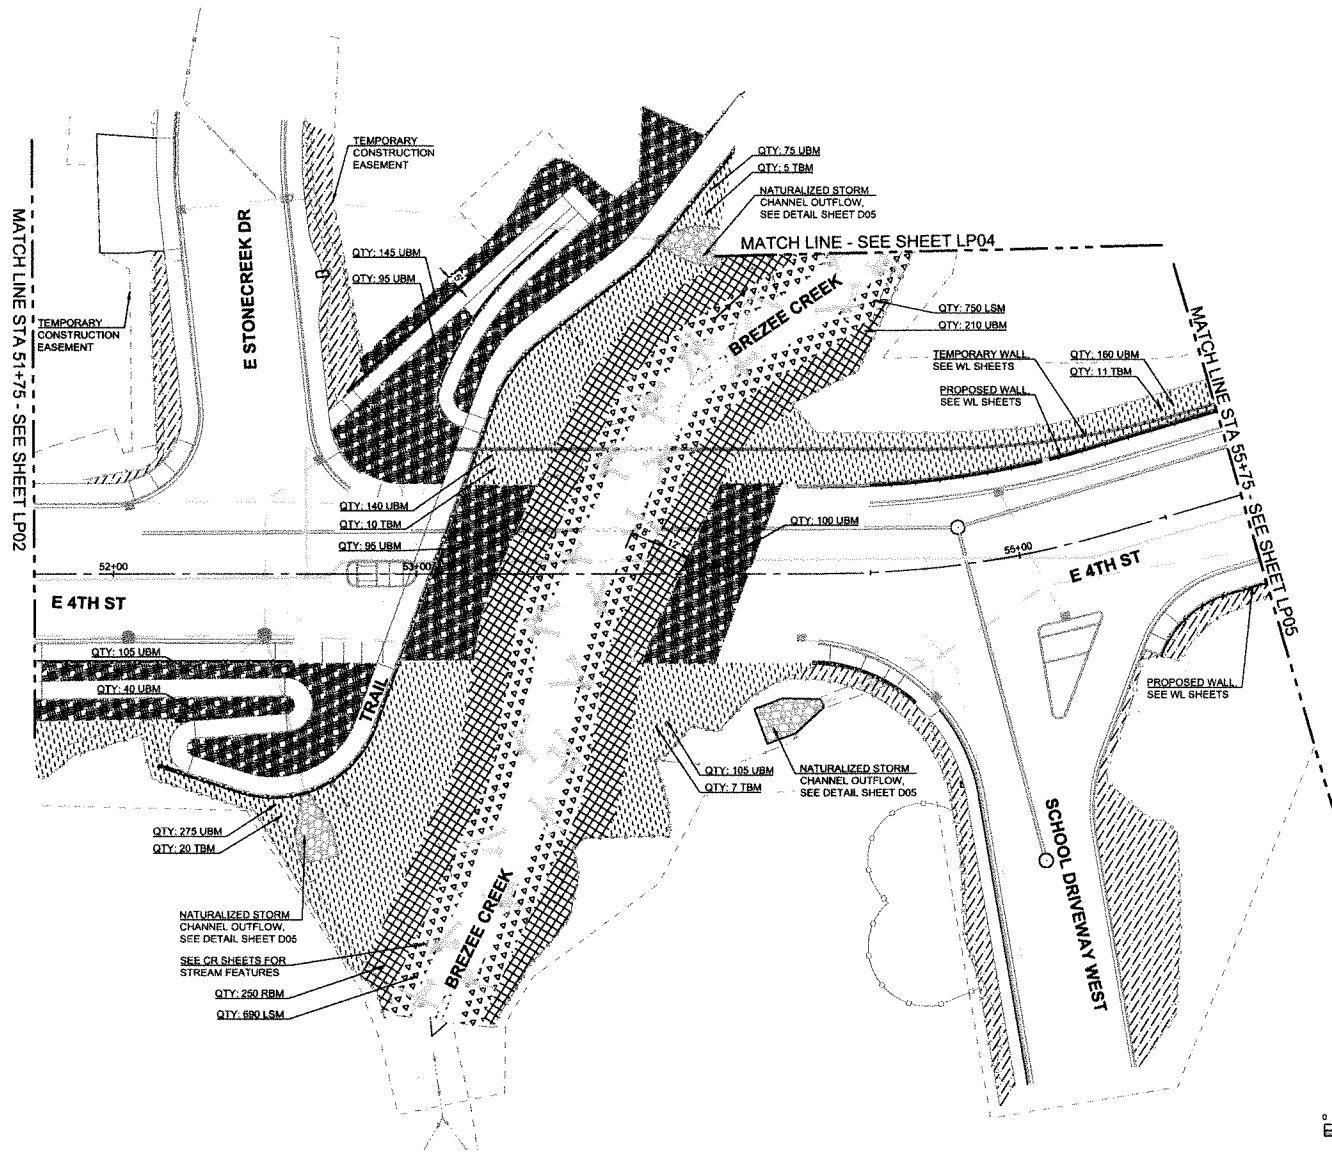 TEMPORARY
CONSTRUCTION
EASEMENT
QTY: 75 UBM
QTY: 5 TBM
NATURALIZED STORM
CHANNEL OUTFLOW,
SEE DETAIL SHEET D05
MATCH LINE - SEE SHEET LP04
MATCH LINE STA 51+75 - SEE SHEET LP02
E STONECREEK DR
QTY: 145 UBM
QTY: 95 UBM
BREZEE CREEK
QTY: 750 LSM
QTY: 210 UBM
TEMPORARY
CONSTRUCTION
EASEMENT
TEMPORARY WALL
SEE WL SHEETS
QTY: 160 UBM
QTY: 11 TBM
PROPOSED WALL
SEE WL SHEETS
MATCH LINE STA 55+75 - SEE SHEET LP05
QTY: 140 UBM
QTY: 10 TBM
QTY: 95 UBM
QTY: 100 UBM
52+00
53+00
55+00
E 4TH ST
E 4TH ST
QTY: 105 UBM
QTY: 40 UBM
TRAIL
PROPOSED WALL
SEE WL SHEETS
QTY: 105 UBM
QTY: 7 TBM
NATURALIZED STORM
CHANNEL OUTFLOW,
SEE DETAIL SHEET D05
QTY: 275 UBM
QTY: 20 TBM
SCHOOL DRIVEWAY WEST
NATURALIZED STORM
CHANNEL OUTFLOW,
SEE DETAIL SHEET D05
SEE CR SHEETS FOR
STREAM FEATURES
QTY: 250 RBM
QTY: 690 LSM
BREZEE CREEK